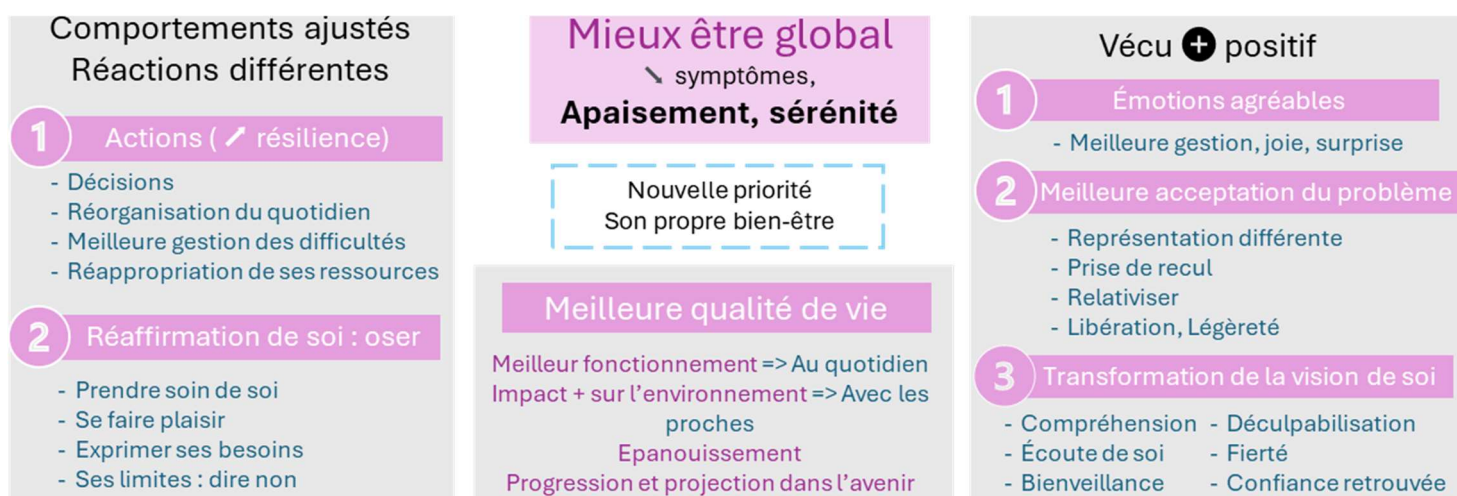 Comportements ajustés
Réactions différentes
1 Actions ( ↗ résilience)
- Décisions
- Réorganisation du quotidien
- Meilleure gestion des difficultés
- Réappropriation de ses ressources
2 Réaffirmation de soi : oser
- Prendre soin de soi
- Se faire plaisir
- Exprimer ses besoins
- Ses limites : dire non
Mieux être global
↘ symptômes,
Apaisement, sérénité
Nouvelle priorité
Son propre bien-être
Meilleure qualité de vie
Meilleur fonctionnement => Au quotidien
Impact + sur l'environnement => Avec les
proches
Epanouissement
Progression et projection dans l'avenir
Vécu + positif
1 Émotions agréables
- Meilleure gestion, joie, surprise
2 Meilleure acceptation du problème
- Représentation différente
- Prise de recul
- Relativiser
- Libération, Légèreté
3 Transformation de la vision de soi
- Compréhension - Déculpabilisation
- Écoute de soi - Fierté
- Bienveillance - Confiance retrouvée